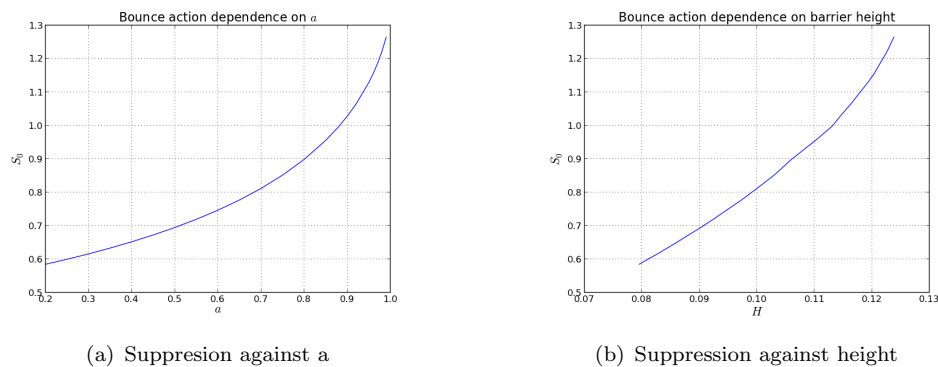 Bounce action dependence on a
1.3
1.2
1.1
1.0
0.9
0.8
0.7
0.6
0.5
S₀
0.2 0.3 0.4 0.5 0.6 0.7 0.8 0.9 1.0
a
(a) Suppresion against a
Bounce action dependence on barrier height
1.3
1.2
1.1
1.0
0.9
0.8
0.7
0.6
0.5
S₀
0.07 0.08 0.09 0.10 0.11 0.12 0.13
H
(b) Suppression against height